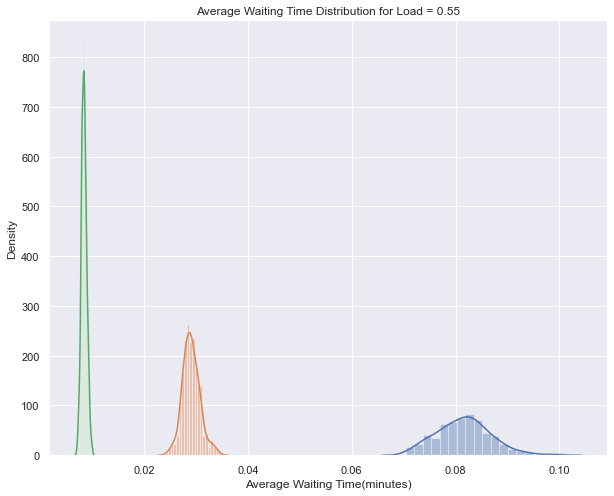 Average Waiting Time Distribution for Load = 0.55
800
700
600
500
400
300
200
100
0
Density
0.02 0.04 0.06 0.08 0.10
Average Waiting Time(minutes)